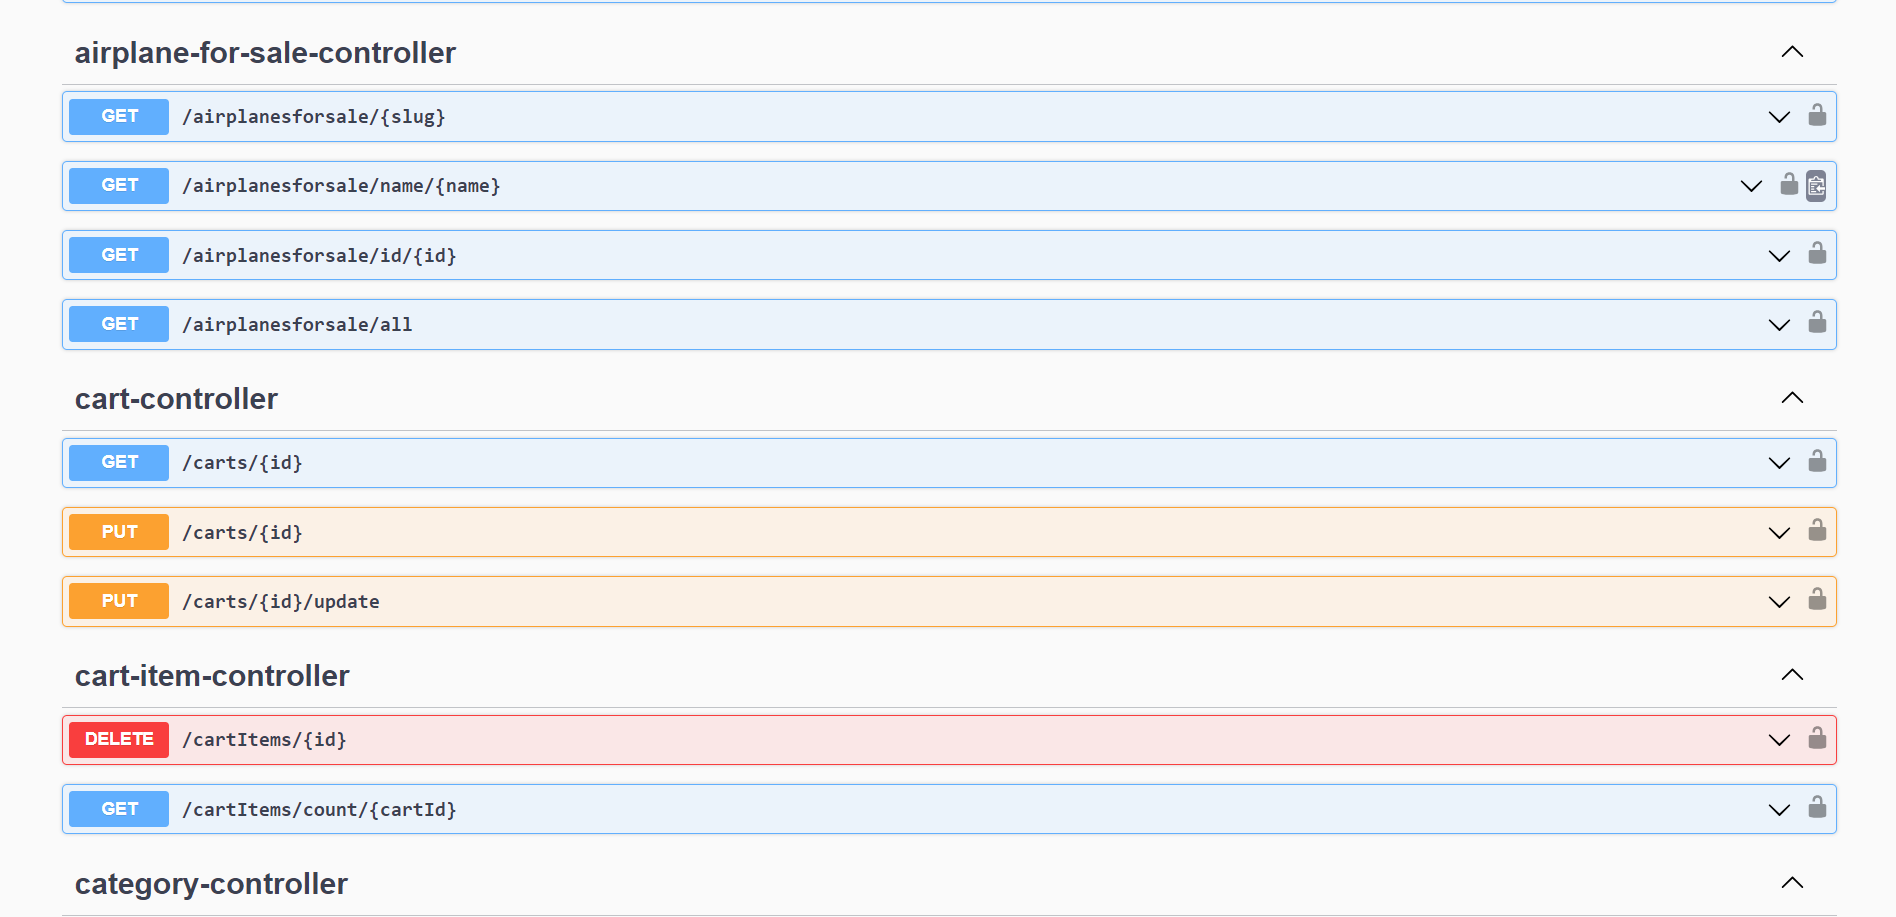 airplane-for-sale-controller
GET /airplanesforsale/{slug}
GET /airplanesforsale/name/{name}
GET /airplanesforsale/id/{id}
GET /airplanesforsale/all
cart-controller
GET /carts/{id}
PUT /carts/{id}
PUT /carts/{id}/update
cart-item-controller
DELETE /cartItems/{id}
GET /cartItems/count/{cartId}
category-controller